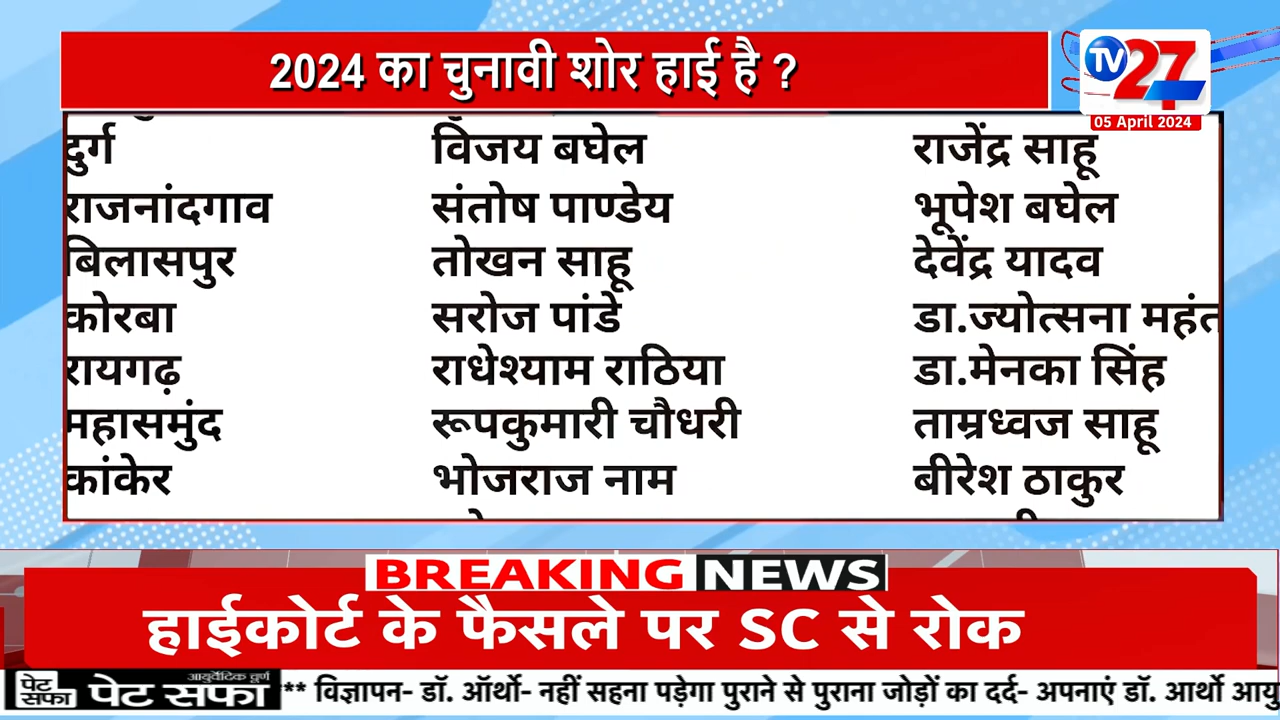 2024 का चुनावी शोर हाई है ?
TV27
05 April 2024
दुर्ग विजय बघेल राजेंद्र साहू
राजनांदगाव संतोष पाण्डेय भूपेश बघेल
बिलासपुर तोखन साहू देवेंद्र यादव
कोरबा सरोज पांडे डा.ज्योत्सना महंत
रायगढ़ राधेश्याम राठिया डा.मेनका सिंह
महासमुंद रूपकुमारी चौधरी ताम्रध्वज साहू
कांकेर भोजराज नाम बीरेश ठाकुर
BREAKING NEWS
हाईकोर्ट के फैसले पर SC से रोक
पेट सफा आयुर्वेदिक चूर्ण पेट सफा *** विज्ञापन- डॉ. ऑर्थो- नहीं सहना पड़ेगा पुराने से पुराना जोड़ों का दर्द- अपनाएं डॉ. आर्थो आयु